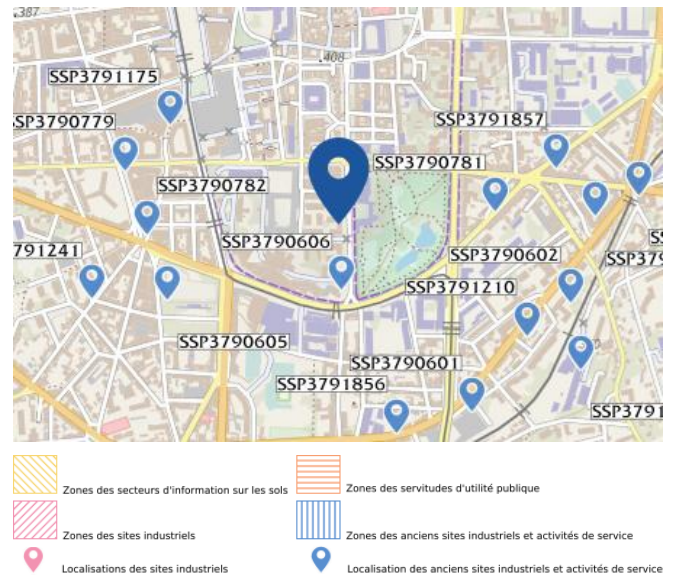 .387
.408
SSP3791175
SSP3790779
SSP3791857
SSP3790781
SSP3790782
SSP3790606
791241
SSP3790602
SSP379
SSP3791210
SSP3790605
SSP3790601
SSP3791856
SSP3791
Zones des secteurs d'information sur les sols
Zones des servitudes d'utilité publique
Zones des sites industriels
Zones des anciens sites industriels et activités de service
Localisations des sites industriels
Localisation des anciens sites industriels et activités de service